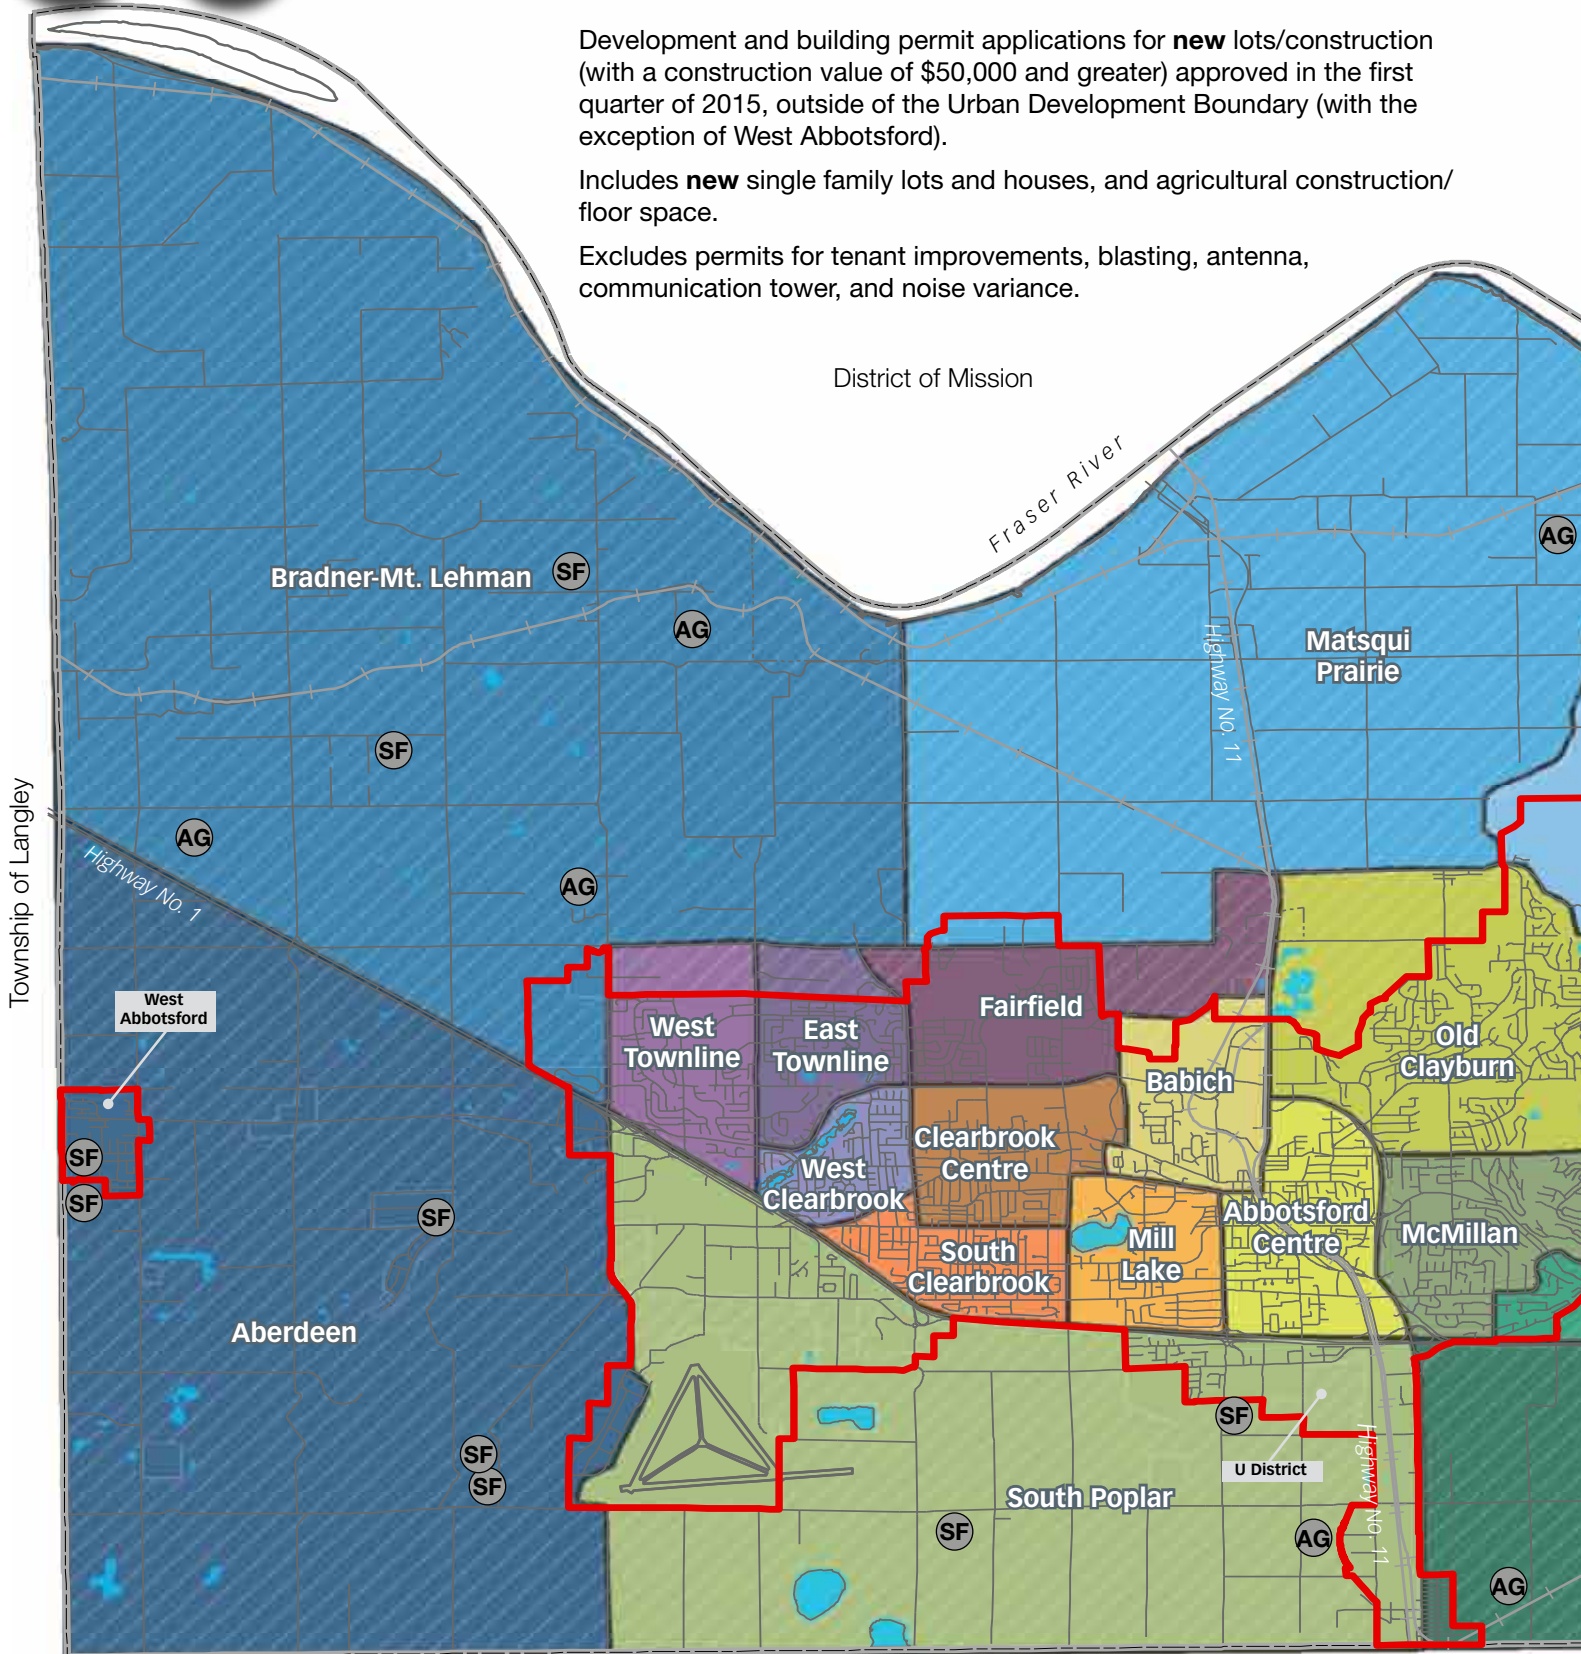 Development and building permit applications for new lots/construction
(with a construction value of $50,000 and greater) approved in the first
quarter of 2015, outside of the Urban Development Boundary (with the
exception of West Abbotsford).
Includes new single family lots and houses, and agricultural construction/
floor space.
Excludes permits for tenant improvements, blasting, antenna,
communication tower, and noise variance.
District of Mission
Fraser River
AG
Bradner-Mt. Lehman
SF
AG
Matsqui
Prairie
Highway No. 11
SF
Township of Langley
AG
Highway No. 1
AG
West
Abbotsford
Fairfield
West
Townline
East
Townline
Old
Clayburn
Babich
SF
SF
SF
Clearbrook
Centre
West
Clearbrook
Abbotsford
Centre
McMillan
Mill
Lake
South
Clearbrook
Aberdeen
SF
SF
SF
U District
Highway No. 11
South Poplar
SF
AG
AG